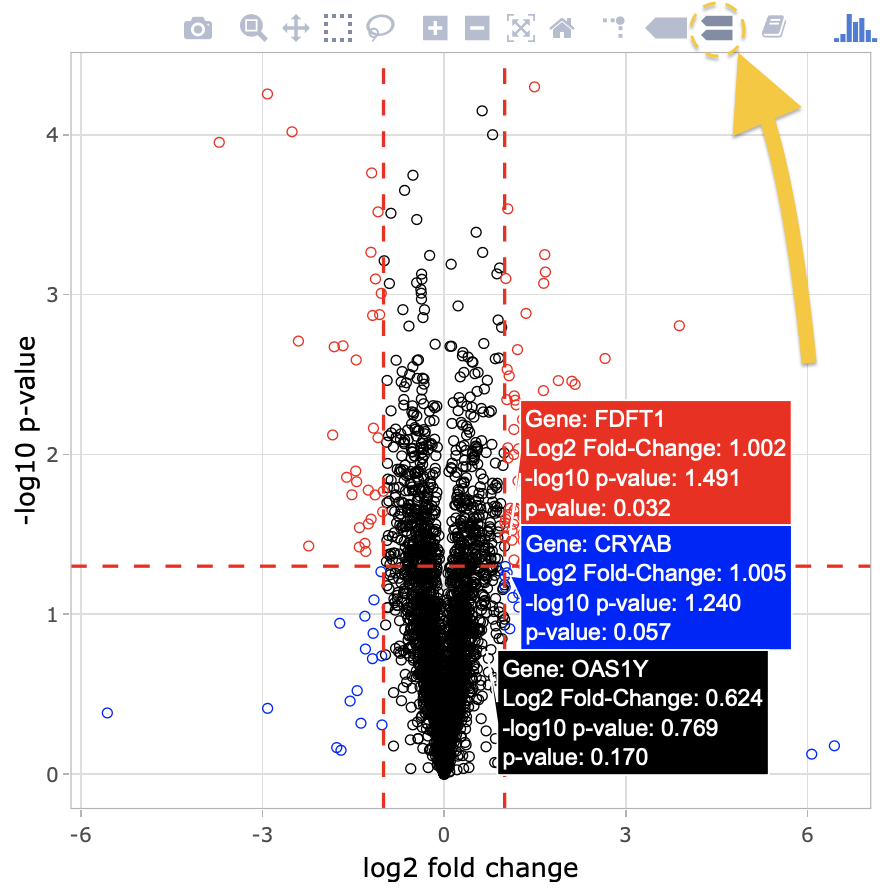 4
3
2
1
0
-log10 p-value
Gene: FDFT1
Log2 Fold-Change: 1.002
-log10 p-value: 1.491
p-value: 0.032
Gene: CRYAB
Log2 Fold-Change: 1.005
-log10 p-value: 1.240
p-value: 0.057
Gene: OAS1Y
Log2 Fold-Change: 0.624
-log10 p-value: 0.769
p-value: 0.170
-6 -3 0 3 6
log2 fold change